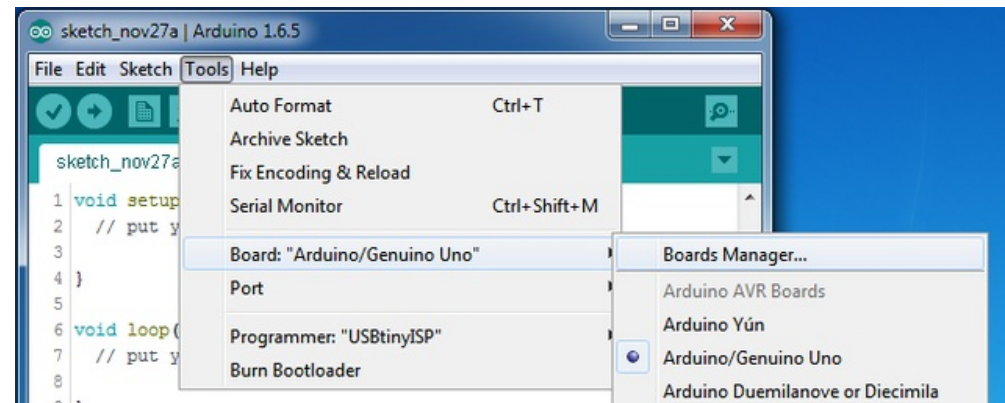 sketch_nov27a | Arduino 1.6.5
File Edit Sketch Tools Help
Auto Format Ctrl+T
Archive Sketch
sketch_nov27a
Fix Encoding & Reload
1 void setup
Serial Monitor Ctrl+Shift+M
2 // put y
3
Board: "Arduino/Genuino Uno"
Boards Manager...
4 }
Port
Arduino AVR Boards
5
6 void loop(
Programmer: "USBtinyISP"
Arduino Yún
7 // put y
Arduino/Genuino Uno
Burn Bootloader
8
Arduino Duemilanove or Diecimila